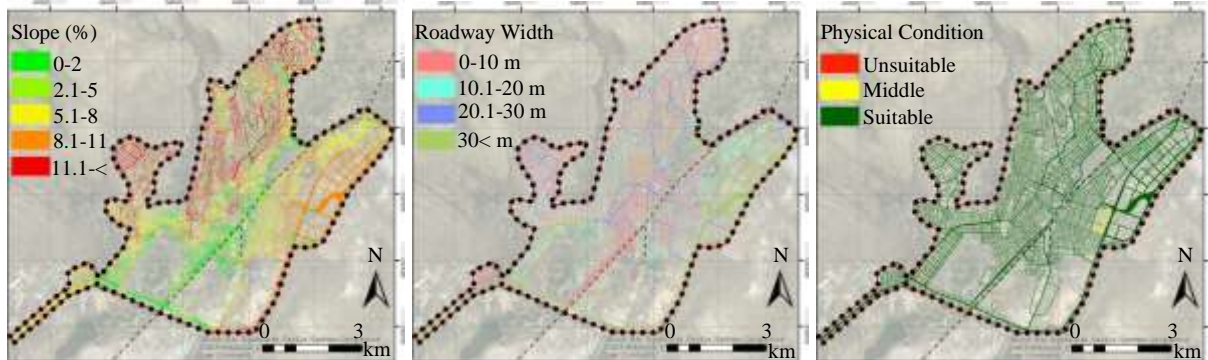 Slope (%)
0-2
2.1-5
5.1-8
8.1-11
11.1-<
N
0 3
km
Roadway Width
0-10 m
10.1-20 m
20.1-30 m
30< m
N
0 3
km
Physical Condition
Unsuitable
Middle
Suitable
N
0 3
km